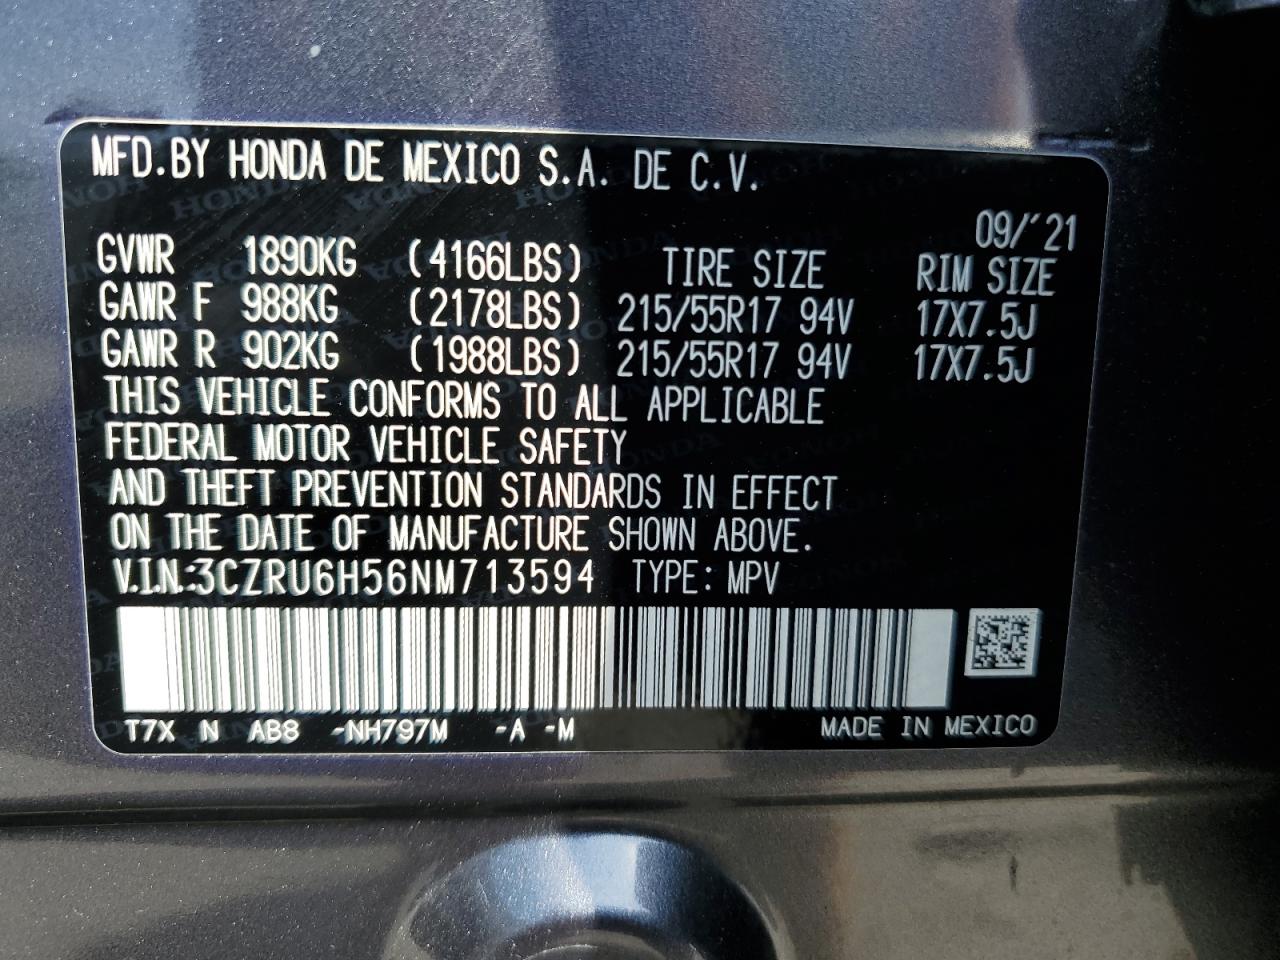 MFD.BY HONDA DE MEXICO S.A. DE C.V.
09/'21
GVWR 1890KG (4166LBS) TIRE SIZE RIM SIZE
GAWR F 988KG (2178LBS) 215/55R17 94V 17X7.5J
GAWR R 902KG (1988LBS) 215/55R17 94V 17X7.5J
THIS VEHICLE CONFORMS TO ALL APPLICABLE
FEDERAL MOTOR VEHICLE SAFETY
AND THEFT PREVENTION STANDARDS IN EFFECT
ON THE DATE OF MANUFACTURE SHOWN ABOVE.
V.I.N.:3CZRU6H56NM713594 TYPE: MPV
T7X N AB8 -NH797M -A -M MADE IN MEXICO